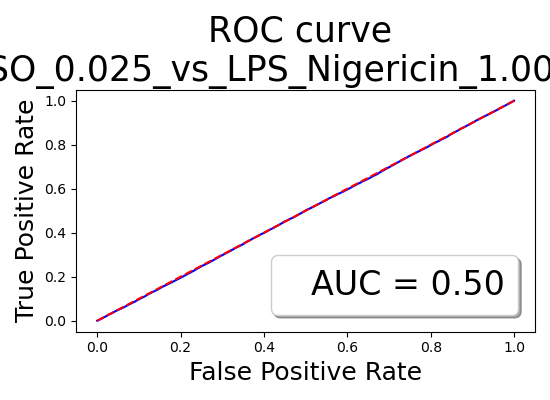 ROC curve
SO_0.025_vs_LPS_Nigericin_1.00
True Positive Rate
1.0
0.8
0.6
0.4
0.2
0.0
AUC = 0.50
0.0 0.2 0.4 0.6 0.8 1.0
False Positive Rate